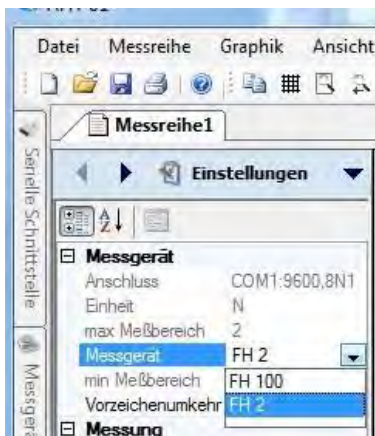 Datei Messreihe Graphik Ansicht
Messreihe1
Einstellungen
Serielle Schnittstelle
Messgerät
Anschluss COM1:9600,8N1
Einheit N
max Meßbereich 2
Messgerät FH 2
min Meßbereich FH 100
Vorzeichenumkehr FH 2
Messung
Messgerä